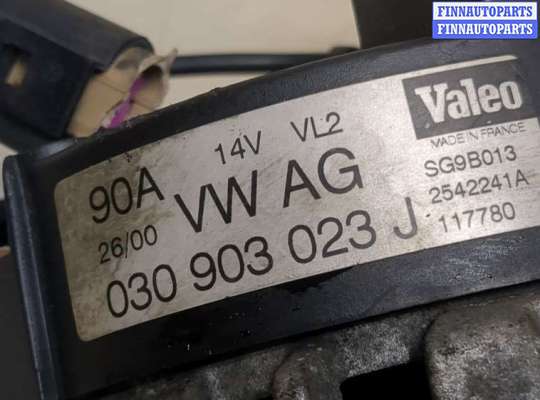 FINNAUTOPARTS
FINNAUTOPARTS
90A 14V VL2
26/00 VW AG
030 903 023 J
Valeo
MADE IN FRANCE
SG9B013
2542241A
117780